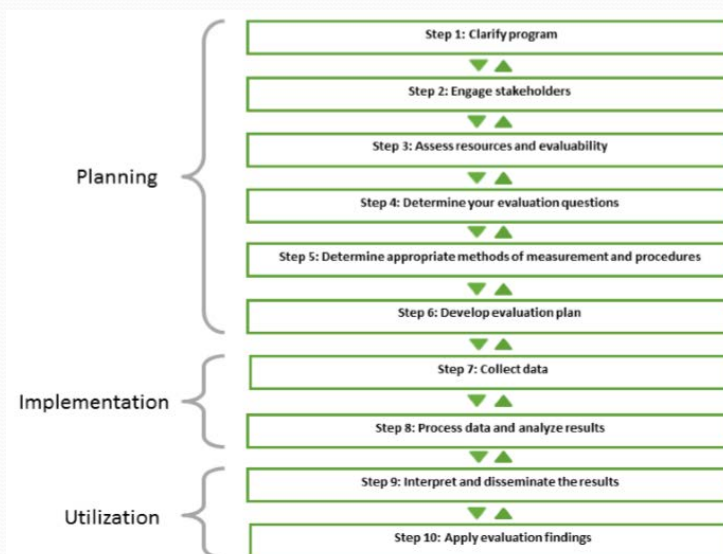 Step 1: Clarify program
Step 2: Engage stakeholders
Step 3: Assess resources and evaluability
Planning
Step 4: Determine your evaluation questions
Step 5: Determine appropriate methods of measurement and procedures
Step 6: Develop evaluation plan
Step 7: Collect data
Implementation
Step 8: Process data and analyze results
Step 9: Interpret and disseminate the results
Utilization
Step 10: Apply evaluation findings